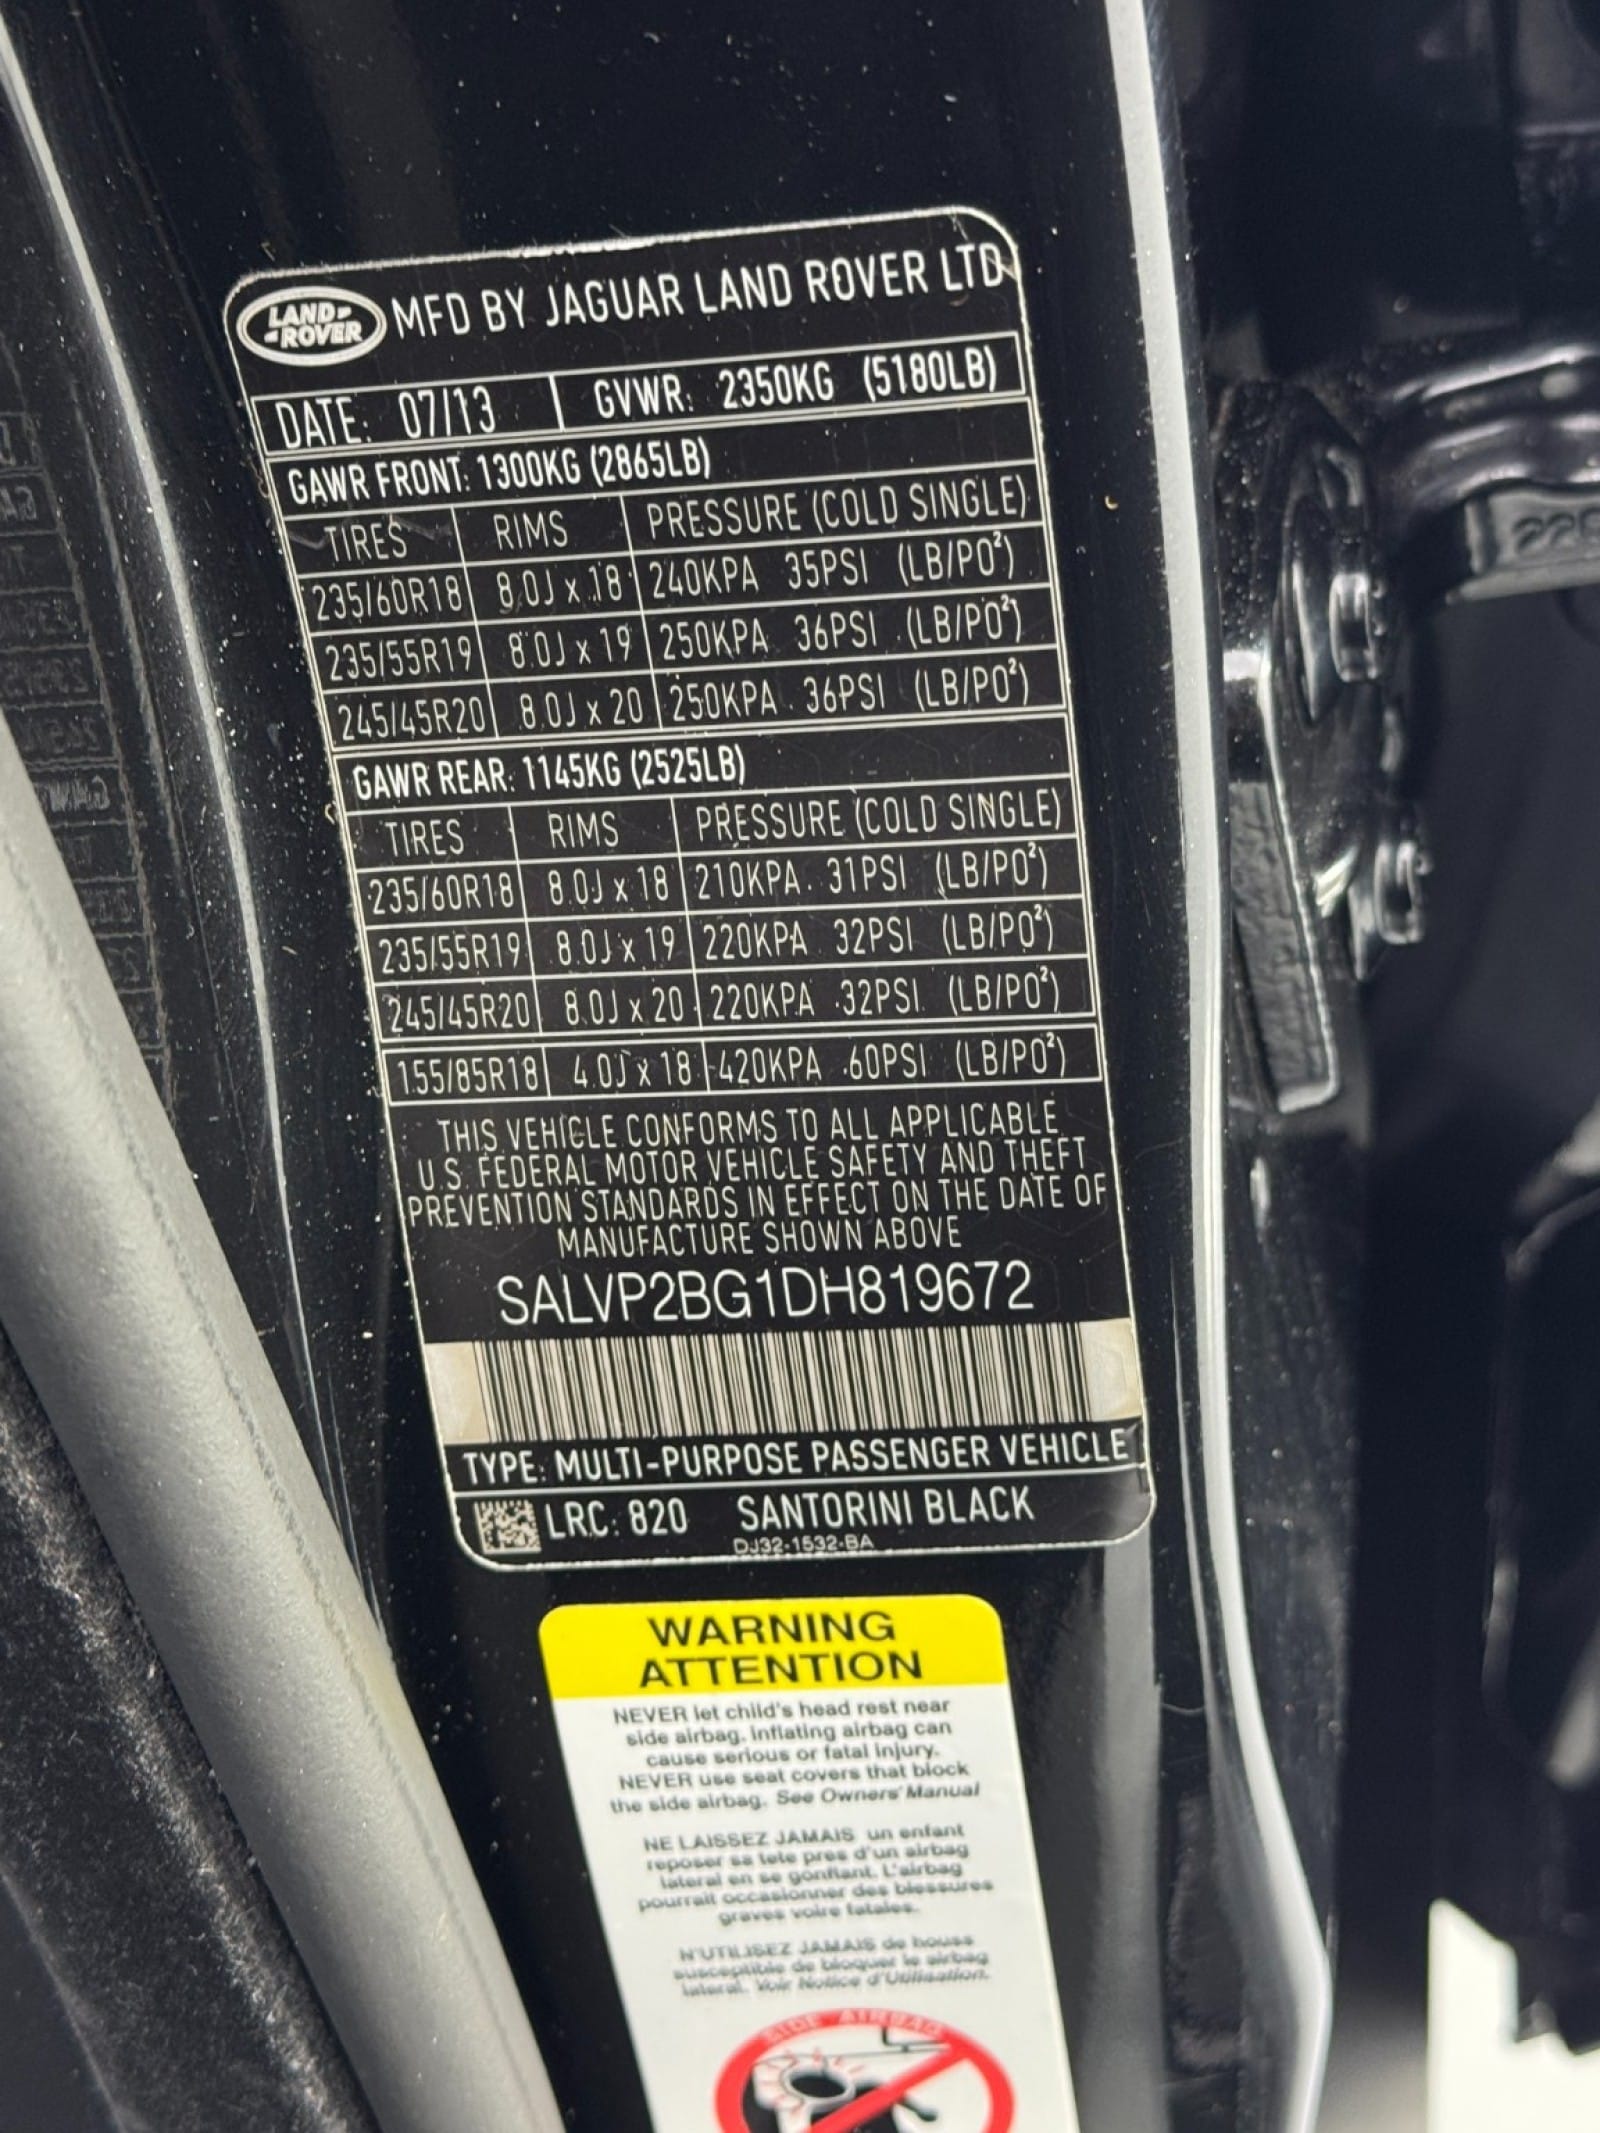 LAND-
-ROVER
MFD BY JAGUAR LAND ROVER LTD
DATE: 07/13 GVWR: 2350KG (5180LB)
GAWR FRONT: 1300KG (2865LB)
TIRES RIMS PRESSURE (COLD SINGLE)
235/60R18 8.0J x 18 240KPA 35PSI (LB/PO²)
235/55R19 8.0J x 19 250KPA 36PSI (LB/PO²)
245/45R20 8.0J x 20 250KPA 36PSI (LB/PO²)
GAWR REAR: 1145KG (2525LB)
TIRES RIMS PRESSURE (COLD SINGLE)
235/60R18 8.0J x 18 210KPA 31PSI (LB/PO²)
235/55R19 8.0J x 19 220KPA 32PSI (LB/PO²)
245/45R20 8.0J x 20 220KPA 32PSI (LB/PO²)
155/85R18 4.0J x 18 420KPA 60PSI (LB/PO²)
THIS VEHICLE CONFORMS TO ALL APPLICABLE
U.S. FEDERAL MOTOR VEHICLE SAFETY AND THEFT
PREVENTION STANDARDS IN EFFECT ON THE DATE OF
MANUFACTURE SHOWN ABOVE
SALVP2BG1DH819672
TYPE: MULTI-PURPOSE PASSENGER VEHICLE
LRC: 820 SANTORINI BLACK
DJ32-1532-BA
WARNING
ATTENTION
NEVER let child's head rest near
side airbag. Inflating airbag can
cause serious or fatal injury.
NEVER use seat covers that block
the side airbag. See Owners' Manual
NE LAISSEZ JAMAIS un enfant
reposer sa tete pres d'un airbag
lateral en se gonflant. L'airbag
pourrait occasionner des blessures
graves voire fatales.
N'UTILISEZ JAMAIS de houss
susceptible de bloquer le airbag
lateral. Voir Notice d'Utilisation.
SIDE AIRBAG